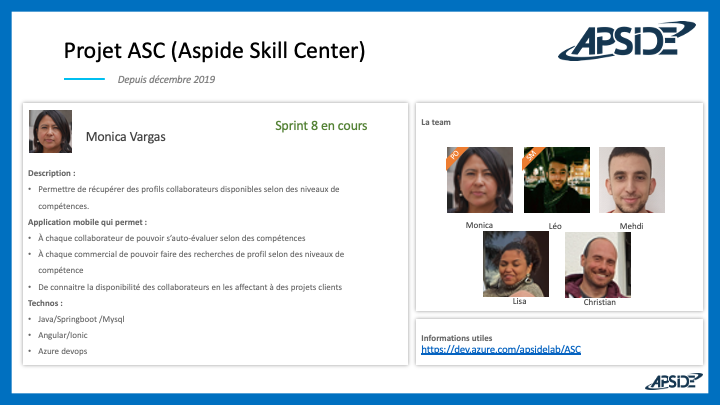 Projet ASC (Aspide Skill Center)
APSIDE
Depuis décembre 2019
Monica Vargas
Sprint 8 en cours
Description :
• Permettre de récupérer des profils collaborateurs disponibles selon des niveaux de
compétences.
Application mobile qui permet :
• À chaque collaborateur de pouvoir s'auto-évaluer selon des compétences
• À chaque commercial de pouvoir faire des recherches de profil selon des niveaux de
compétence
• De connaitre la disponibilité des collaborateurs en les affectant à des projets clients
Technos :
• Java/Springboot /Mysql
• Angular/Ionic
• Azure devops
La team
PO
SM
Monica
Léo
Mehdi
Lisa
Christian
Informations utiles
https://dev.azure.com/apsidelab/ASC
APSIDE